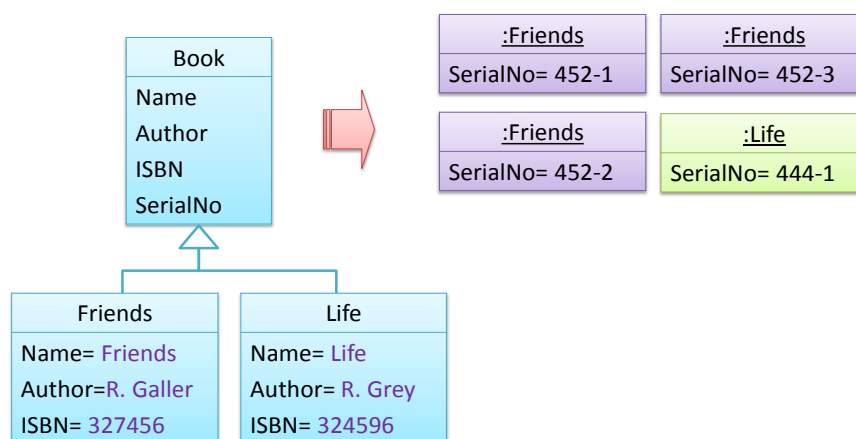 Book
Name
Author
ISBN
SerialNo
Friends
Name= Friends
Author=R. Galler
ISBN= 327456
Life
Name= Life
Author= R. Grey
ISBN= 324596
:Friends
SerialNo= 452-1
:Friends
SerialNo= 452-3
:Friends
SerialNo= 452-2
:Life
SerialNo= 444-1